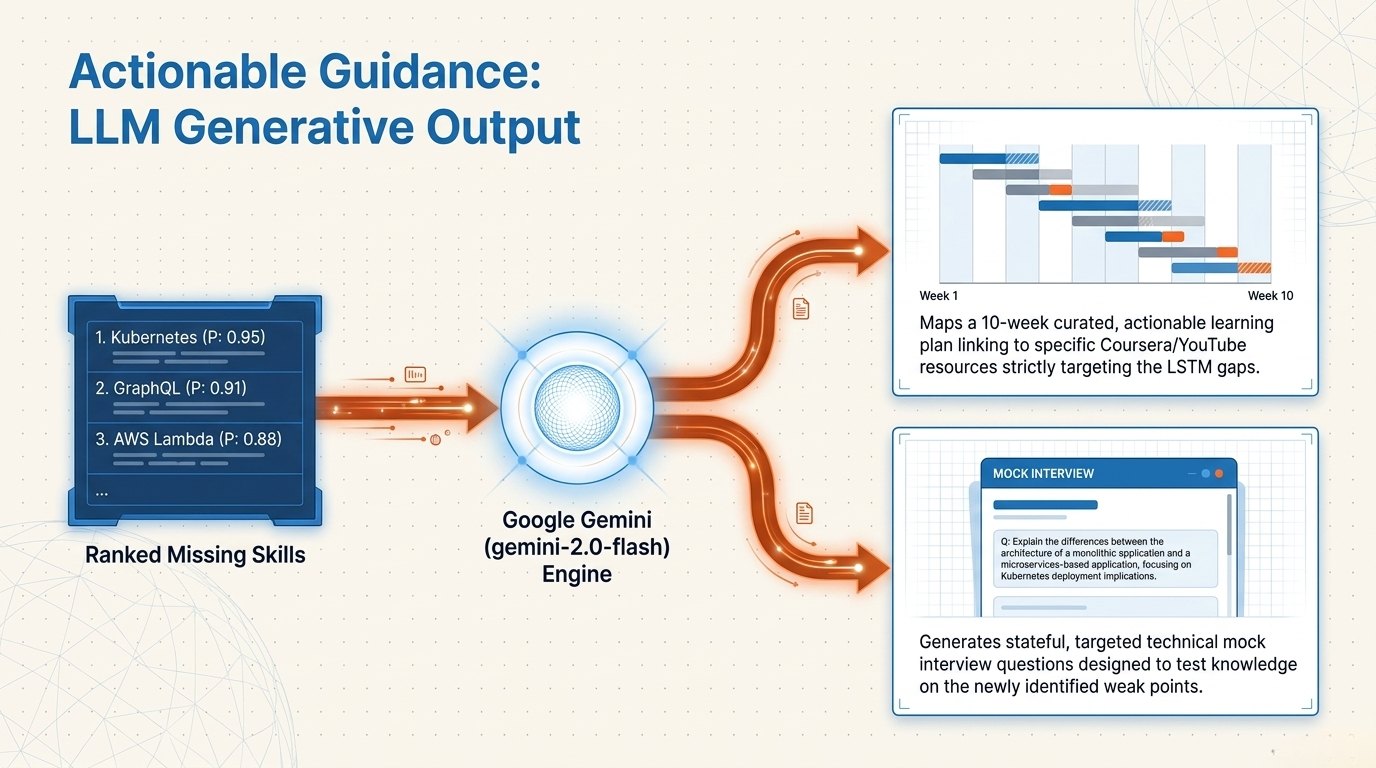 Actionable Guidance:
LLM Generative Output
1. Kubernetes (P: 0.95)
2. GraphQL (P: 0.91)
3. AWS Lambda (P: 0.88)
...
Ranked Missing Skills
Google Gemini
(gemini-2.0-flash)
Engine
Week 1
Week 10
Maps a 10-week curated, actionable learning
plan linking to specific Coursera/YouTube
resources strictly targeting the LSTM gaps.
MOCK INTERVIEW
Q: Explain the differences between the
architecture of a monolithic spplication and a
microservices-based application, focusing on
Kubernetes deployment implications.
Generates stateful, targeted technical mock
interview questions designed to test knowledge
on the newly identified weak points.